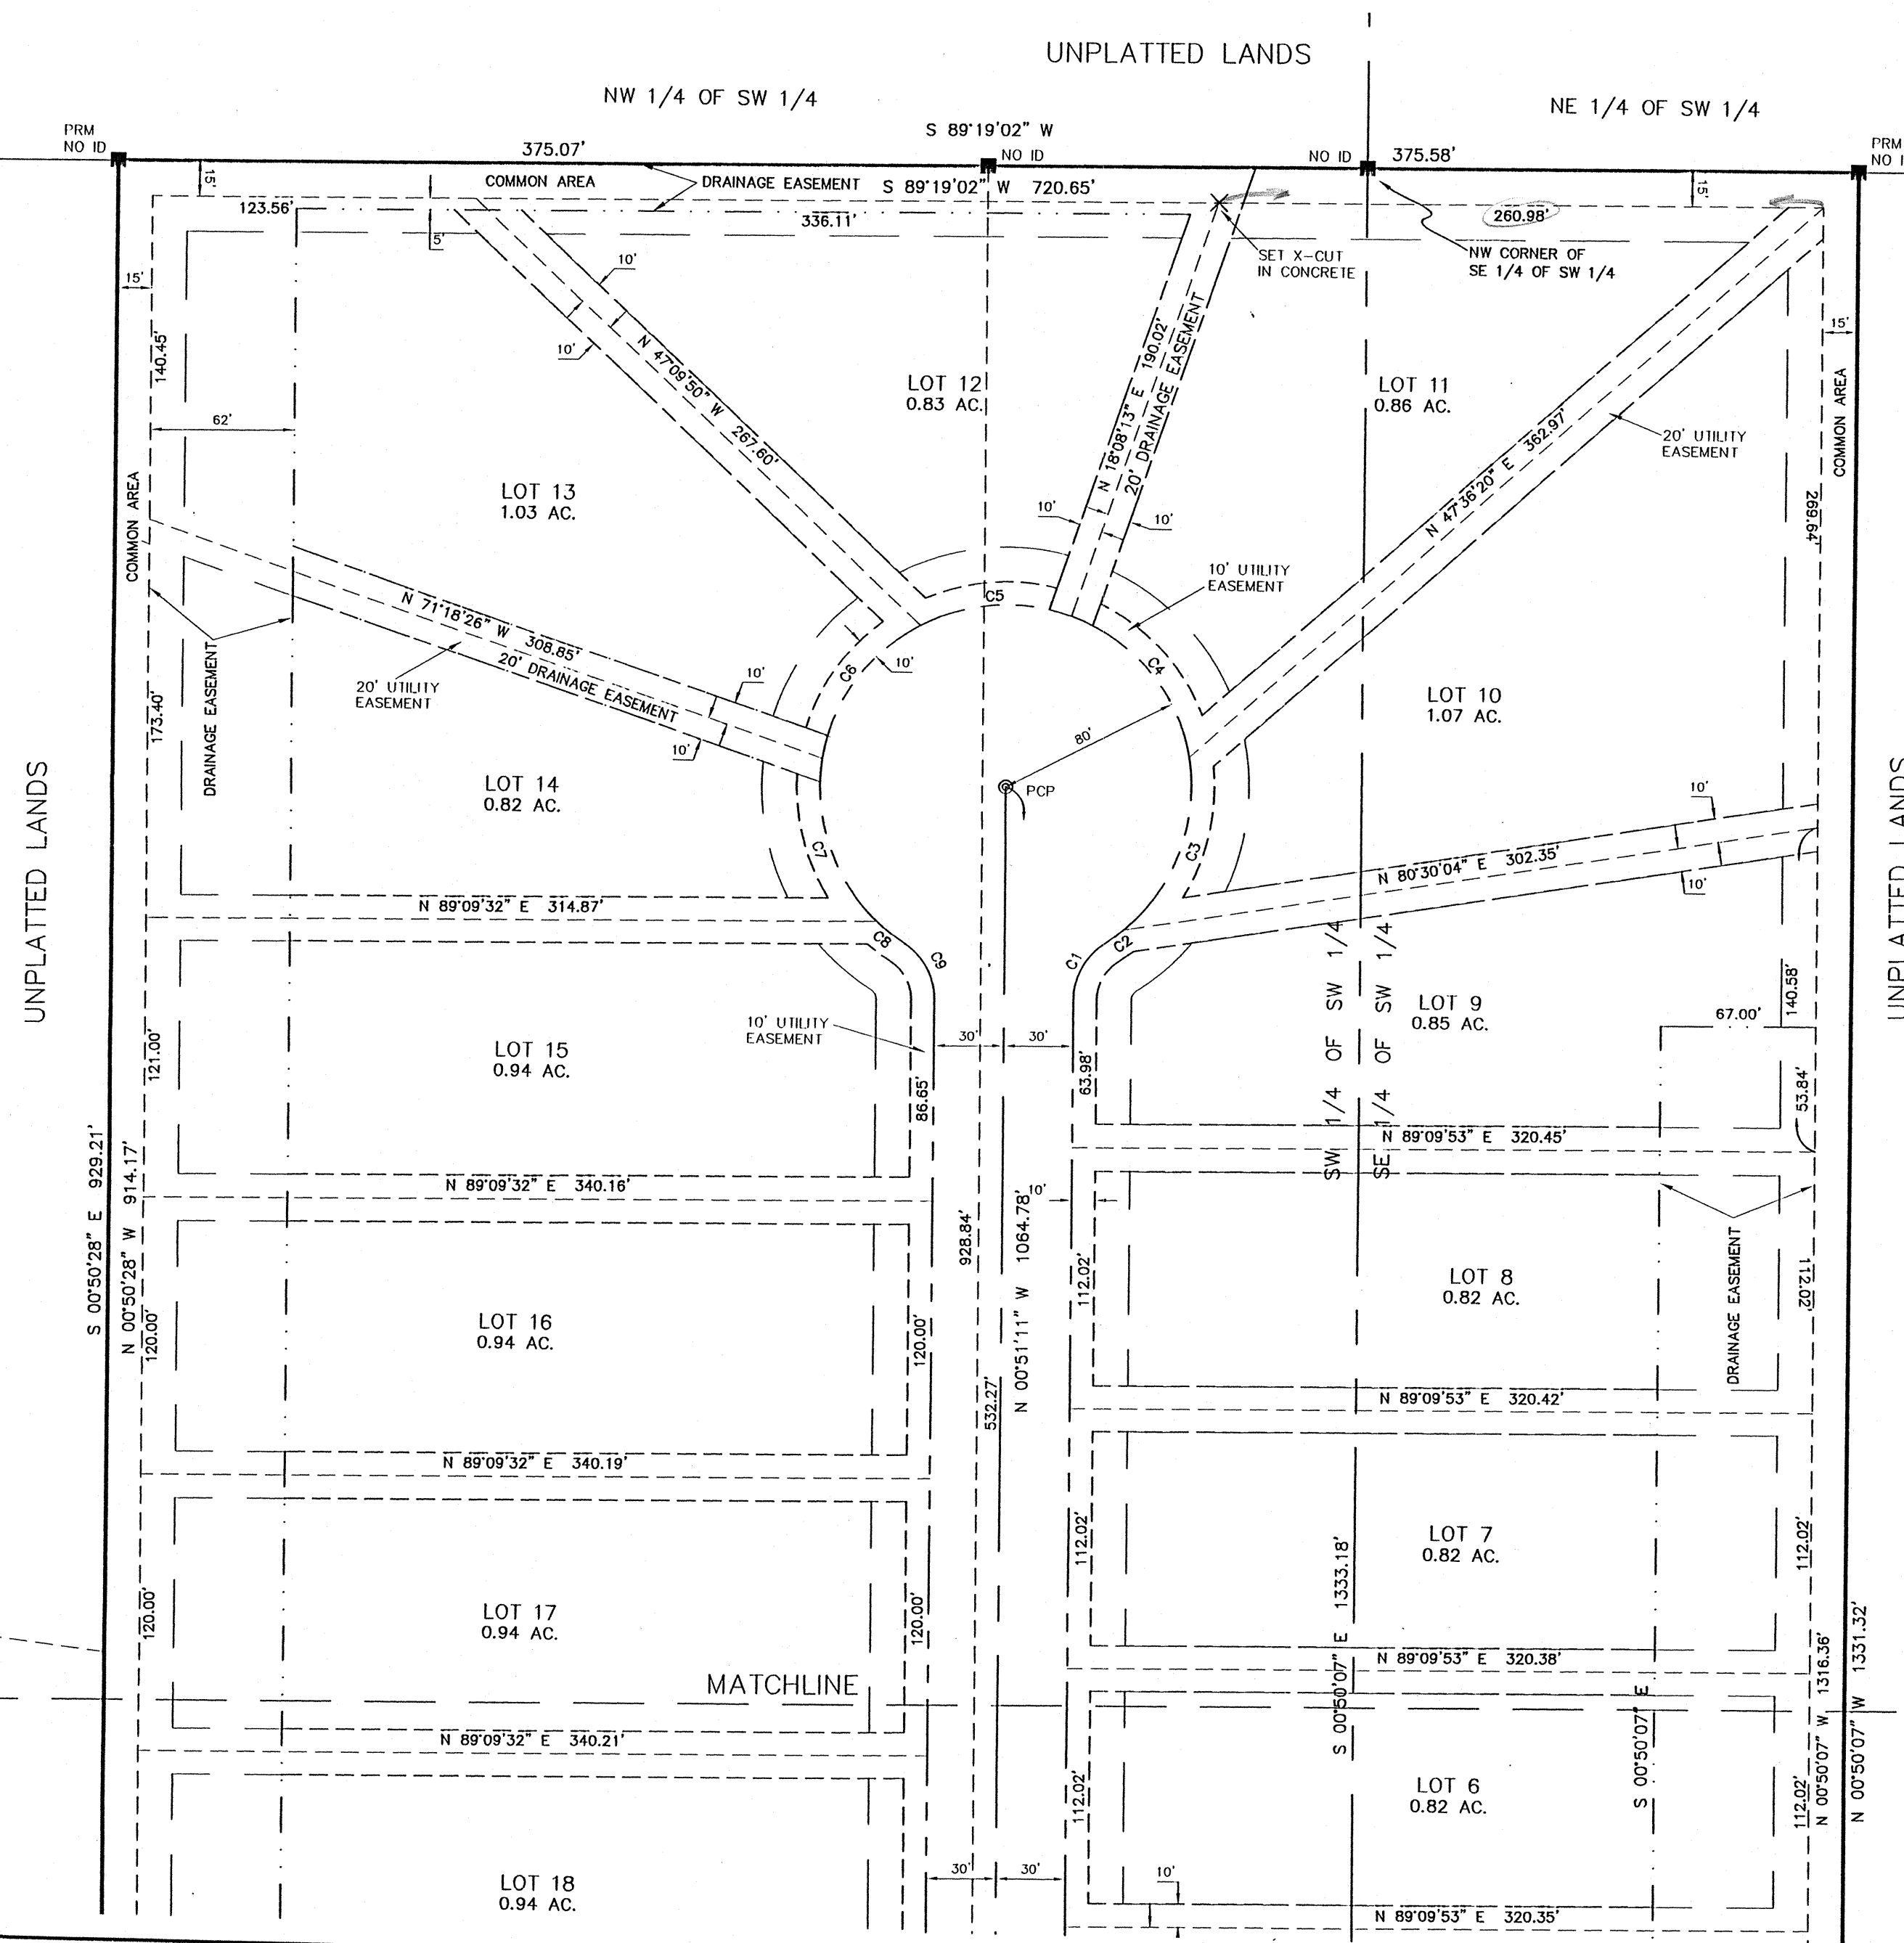 UNPLATTED LANDS
NW 1/4 OF SW 1/4
NE 1/4 OF SW 1/4
PRM
NO ID
S 89°19'02" W
375.07'
NO ID
NO ID
375.58'
PRM
15'
COMMON AREA
DRAINAGE EASEMENT
S 89°19'02" W 720.65'
15'
123.56'
336.11'
260.98'
5'
10'
SET X-CUT
IN CONCRETE
NW CORNER OF
SE 1/4 OF SW 1/4
15'
15'
140.45'
10'
N 47°09'50" W 267.60'
LOT 12
0.83 AC.
N 18°08'13" E 190.02'
20' DRAINAGE EASEMENT
LOT 11
0.86 AC.
COMMON AREA
62'
20' UTILITY
EASEMENT
N 47°36'20" E 362.97'
COMMON AREA
LOT 13
1.03 AC.
10'
10'
269.64'
10' UTILITY
EASEMENT
C5
N 71°18'26" W 308.85'
20' DRAINAGE EASEMENT
20' UTILITY
EASEMENT
DRAINAGE EASEMENT
173.40'
10'
10'
10'
C6
C4
LOT 10
1.07 AC.
80'
PCP
UNPLATTED LANDS
UNPLATTED LANDS
LOT 14
0.82 AC.
10'
C7
C3
N 80°30'04" E 302.35'
10'
N 89°09'32" E 314.87'
C8
C9
C1
C2
SW 1/4 OF SW 1/4
SE 1/4 OF SW 1/4
LOT 9
0.85 AC.
140.58'
67.00'
10' UTILITY
EASEMENT
30'
30'
LOT 15
0.94 AC.
121.00'
86.65'
63.98'
53.84'
N 89°09'53" E 320.45'
S 00°50'28" E 929.21'
N 00°50'28" W 914.17'
N 89°09'32" E 340.16'
10'
928.84'
N 00°51'11" W 1064.78'
112.02'
LOT 8
0.82 AC.
DRAINAGE EASEMENT
112.02'
120.00'
LOT 16
0.94 AC.
120.00'
532.27'
N 89°09'53" E 320.42'
N 89°09'32" E 340.19'
112.02'
LOT 7
0.82 AC.
112.02'
120.00'
LOT 17
0.94 AC.
120.00'
S 00°50'07" E 1333.18'
N 89°09'53" E 320.38'
MATCHLINE
S 00°50'07" E
N 00°50'07" W 1316.36'
N 00°50'07" W 1331.32'
N 89°09'32" E 340.21'
112.02'
LOT 6
0.82 AC.
112.02'
LOT 18
0.94 AC.
30'
30'
10'
N 89°09'53" E 320.35'